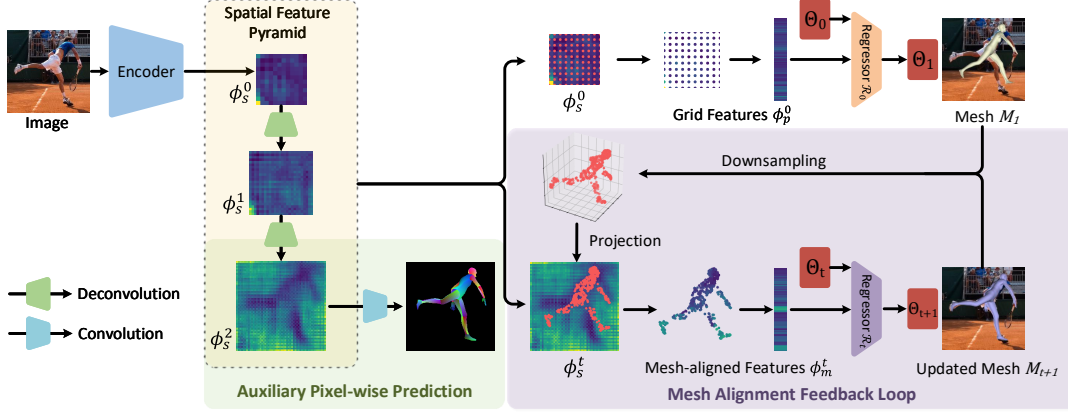 Spatial Feature
Pyramid
Encoder
Image
ϕ_s^0
ϕ_s^1
ϕ_s^2
Deconvolution
Convolution
Auxiliary Pixel-wise Prediction
ϕ_s^0
Grid Features ϕ_p^0
Θ_0
Regressor R_0
Θ_1
Mesh M_1
Downsampling
Projection
ϕ_s^t
Mesh-aligned Features ϕ_m^t
Θ_t
Regressor R_t
Θ_{t+1}
Updated Mesh M_{t+1}
Mesh Alignment Feedback Loop